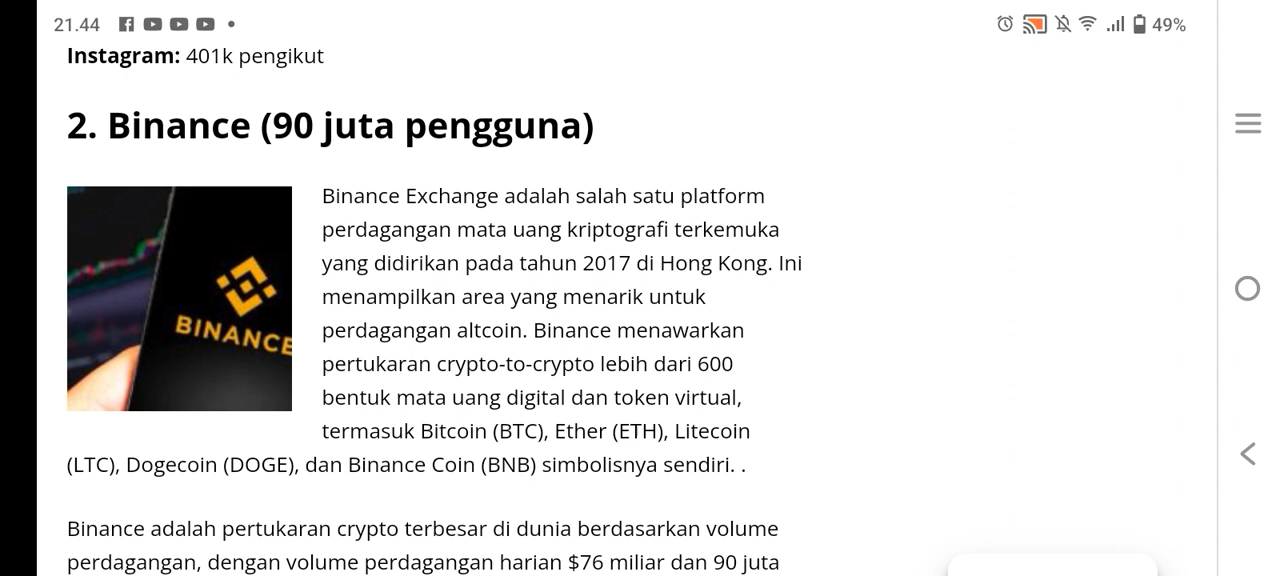 21.44
49%
Instagram: 401k pengikut
2. Binance (90 juta pengguna)
BINANCE
Binance Exchange adalah salah satu platform
perdagangan mata uang kriptografi terkemuka
yang didirikan pada tahun 2017 di Hong Kong. Ini
menampilkan area yang menarik untuk
perdagangan altcoin. Binance menawarkan
pertukaran crypto-to-crypto lebih dari 600
bentuk mata uang digital dan token virtual,
termasuk Bitcoin (BTC), Ether (ETH), Litecoin
(LTC), Dogecoin (DOGE), dan Binance Coin (BNB) simbolisnya sendiri. .
Binance adalah pertukaran crypto terbesar di dunia berdasarkan volume
perdagangan, dengan volume perdagangan harian $76 miliar dan 90 juta